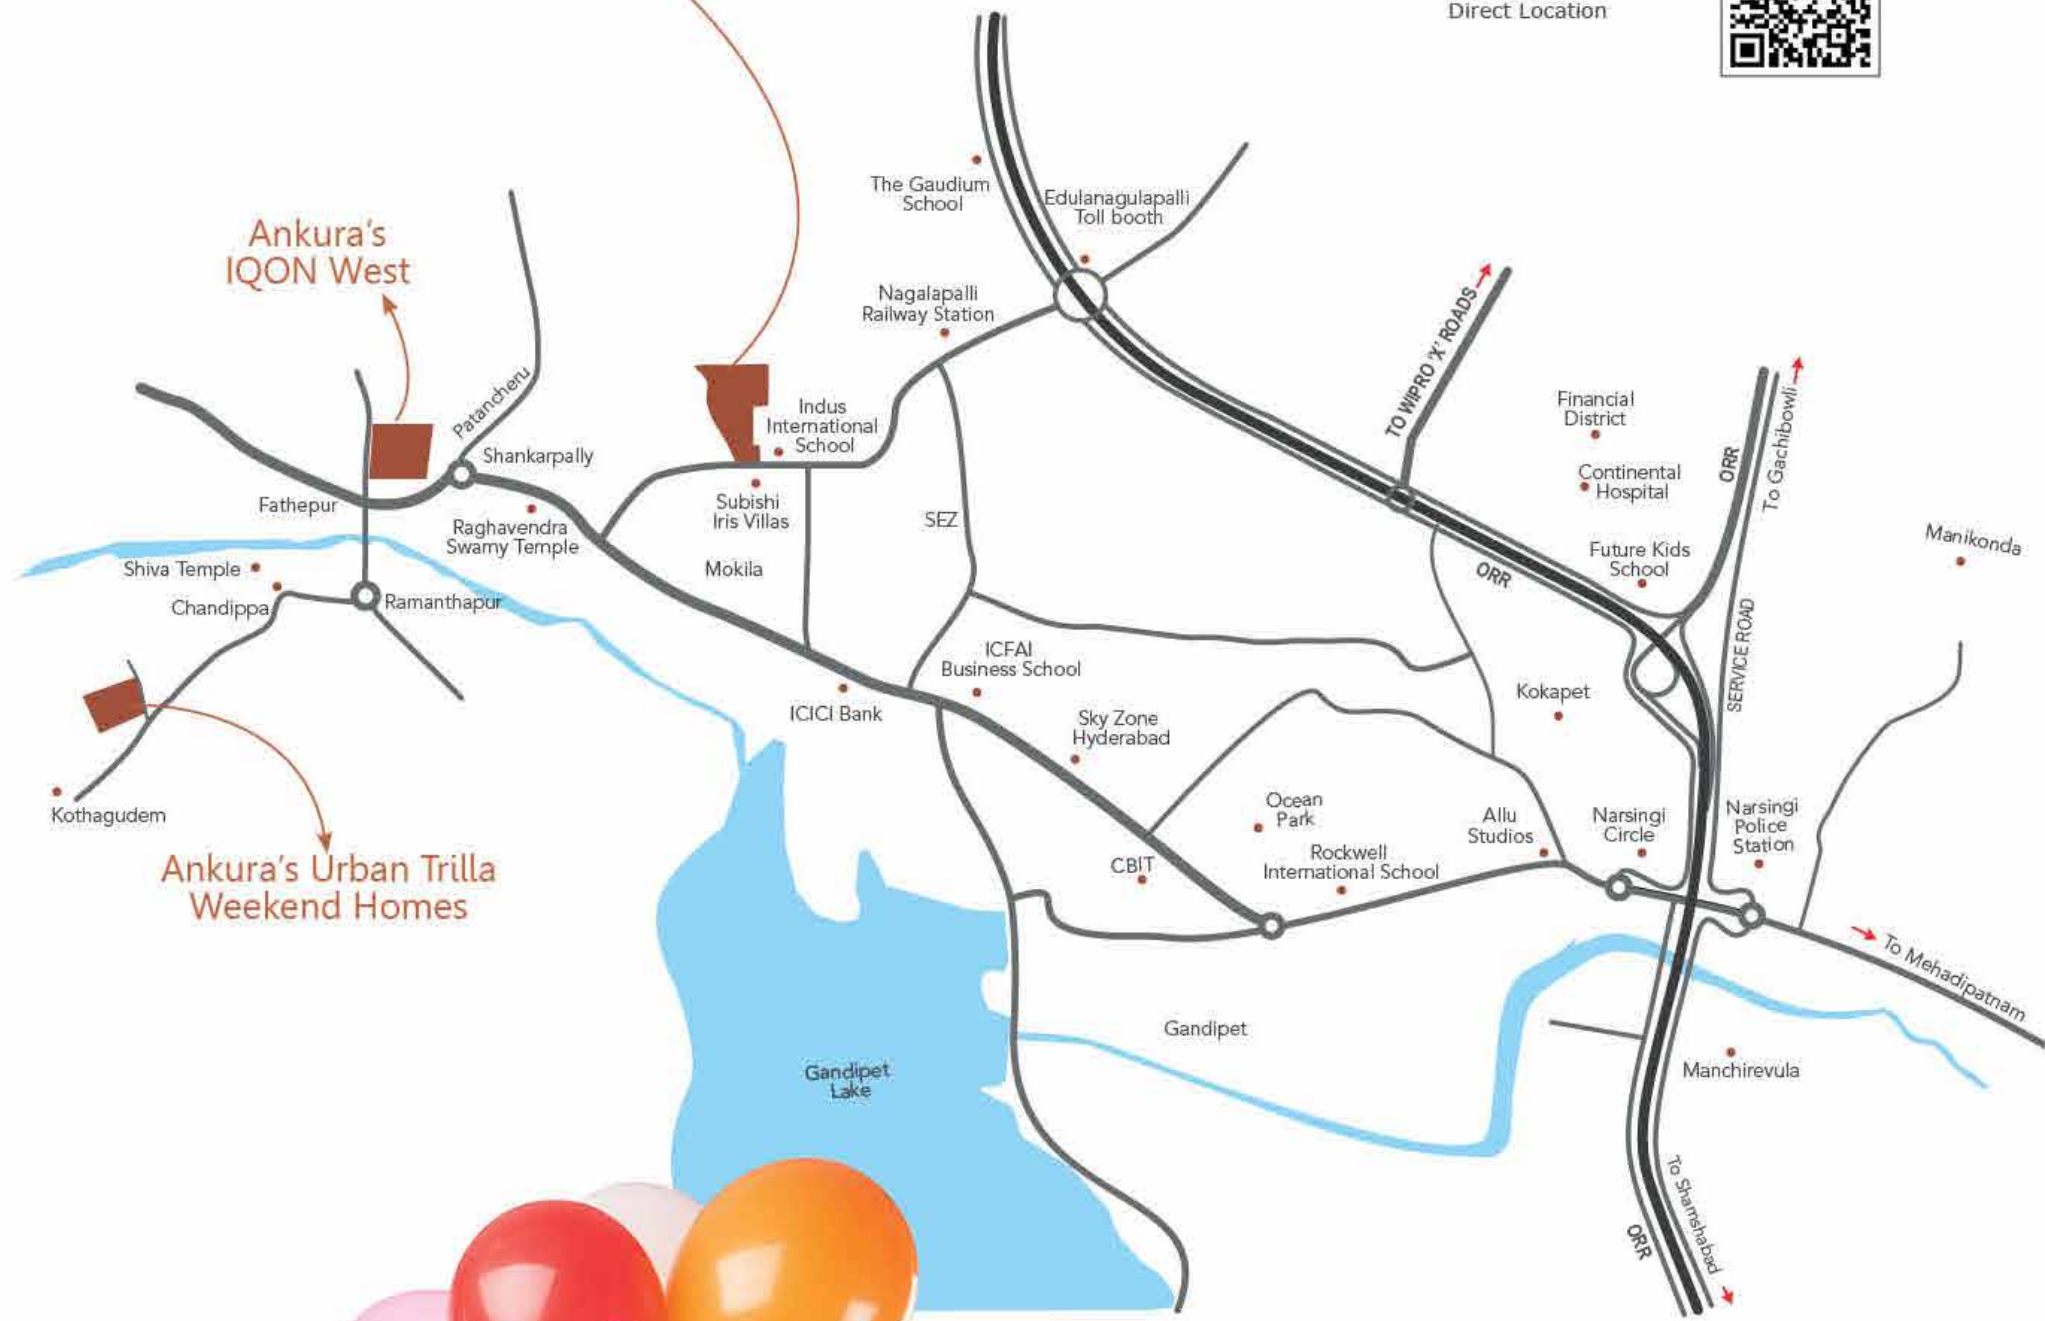 Direct Location
The Gaudium
School
Edulanagulapalli
Toll booth
Ankura's
IQON West
Nagalapalli
Railway Station
TO WIPRO 'X' ROADS
Patancheru
Indus
International
School
Financial
District
ORR
To Gachibowli
Shankarpally
Continental
Hospital
Fathepur
Subishi
Iris Villas
SEZ
Raghavendra
Swamy Temple
Manikonda
Future Kids
School
Shiva Temple
Mokila
ORR
Chandippa
Ramanthapur
SERVICE ROAD
ICFAI
Business School
Kokapet
ICICI Bank
Sky Zone
Hyderabad
Kothagudem
Ocean
Park
Allu
Studios
Narsingi
Circle
Narsingi
Police
Station
Ankura's Urban Trilla
Weekend Homes
CBIT
Rockwell
International School
To Mehadipatnam
Gandipet
Gandipet
Lake
Manchirevula
To Shamshabad
ORR